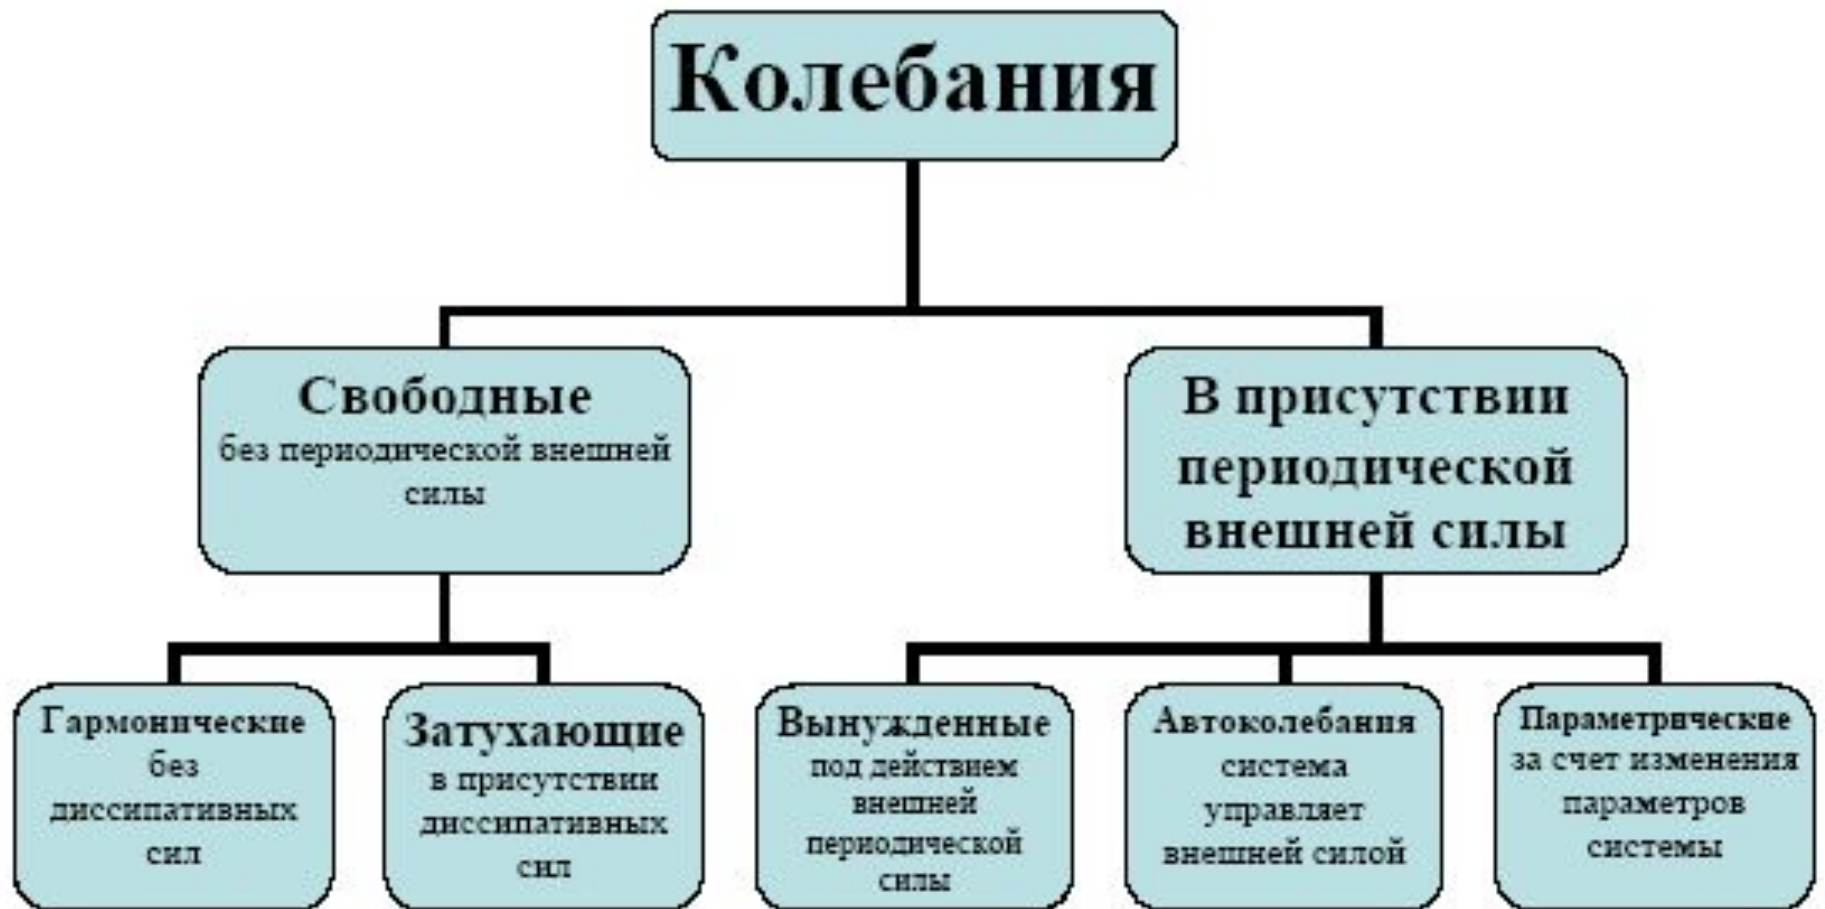 Колебания
Свободные
без периодической внешней
силы
В присутствии
периодической
внешней силы
Гармонические
без
диссипативных
сил
Затухающие
в присутствии
диссипативных
сил
Вынужденные
под действием
внешней
периодической
силы
Автоколебания
система
управляет
внешней силой
Параметрические
за счет изменения
параметров
системы